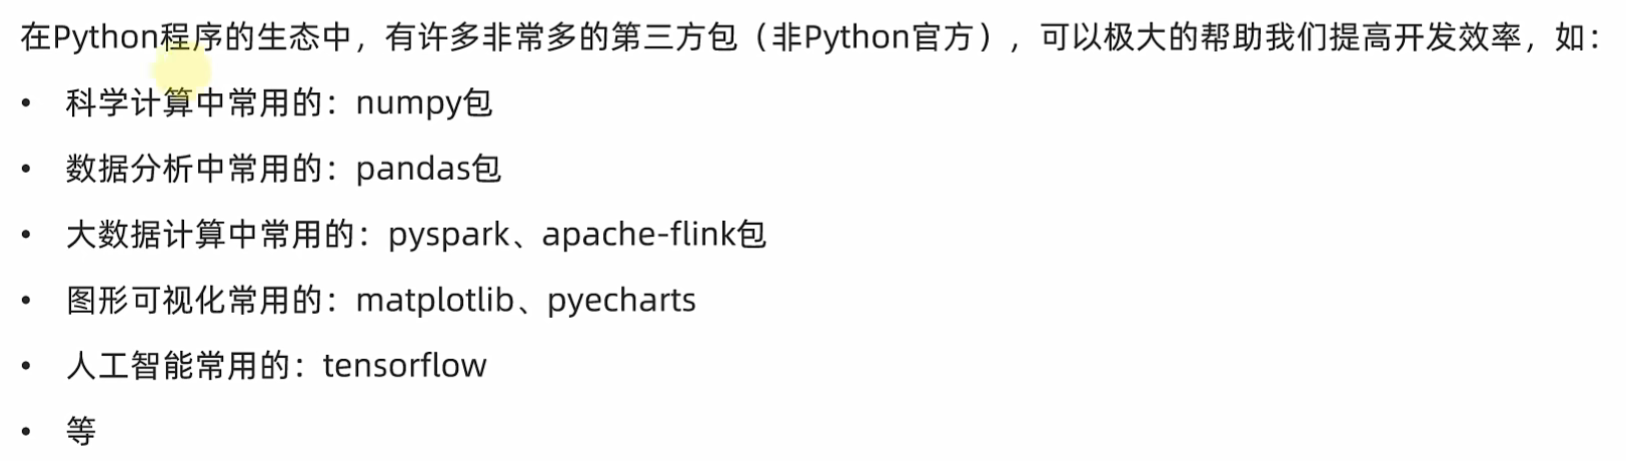 在Python程序的生态中，有许多非常多的第三方包（非Python官方），可以极大的帮助我们提高开发效率，如：
• 科学计算中常用的：numpy包
• 数据分析中常用的：pandas包
• 大数据计算中常用的：pyspark、apache-flink包
• 图形可视化常用的：matplotlib、pyecharts
• 人工智能常用的：tensorflow
• 等